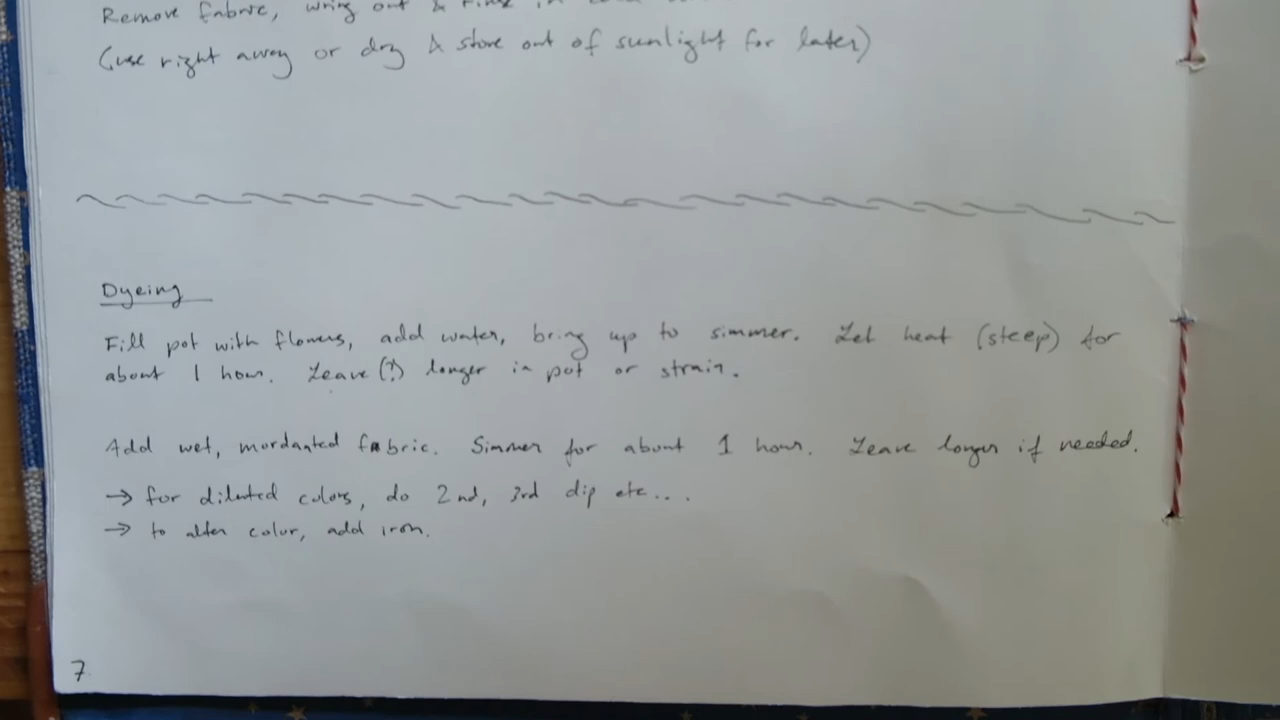 Remove fabric, wring out & rinse in
(use right away or dry & store out of sunlight for later)
Dyeing
Fill pot with flowers, add water, bring up to simmer. Let heat (steep) for
about 1 hour. Leave (?) longer in pot or strain.
Add wet, mordanted fabric. Simmer for about 1 hour. Leave longer if needed.
→ for diluted colors, do 2nd, 3rd dip etc...
→ to alter color, add iron.
7